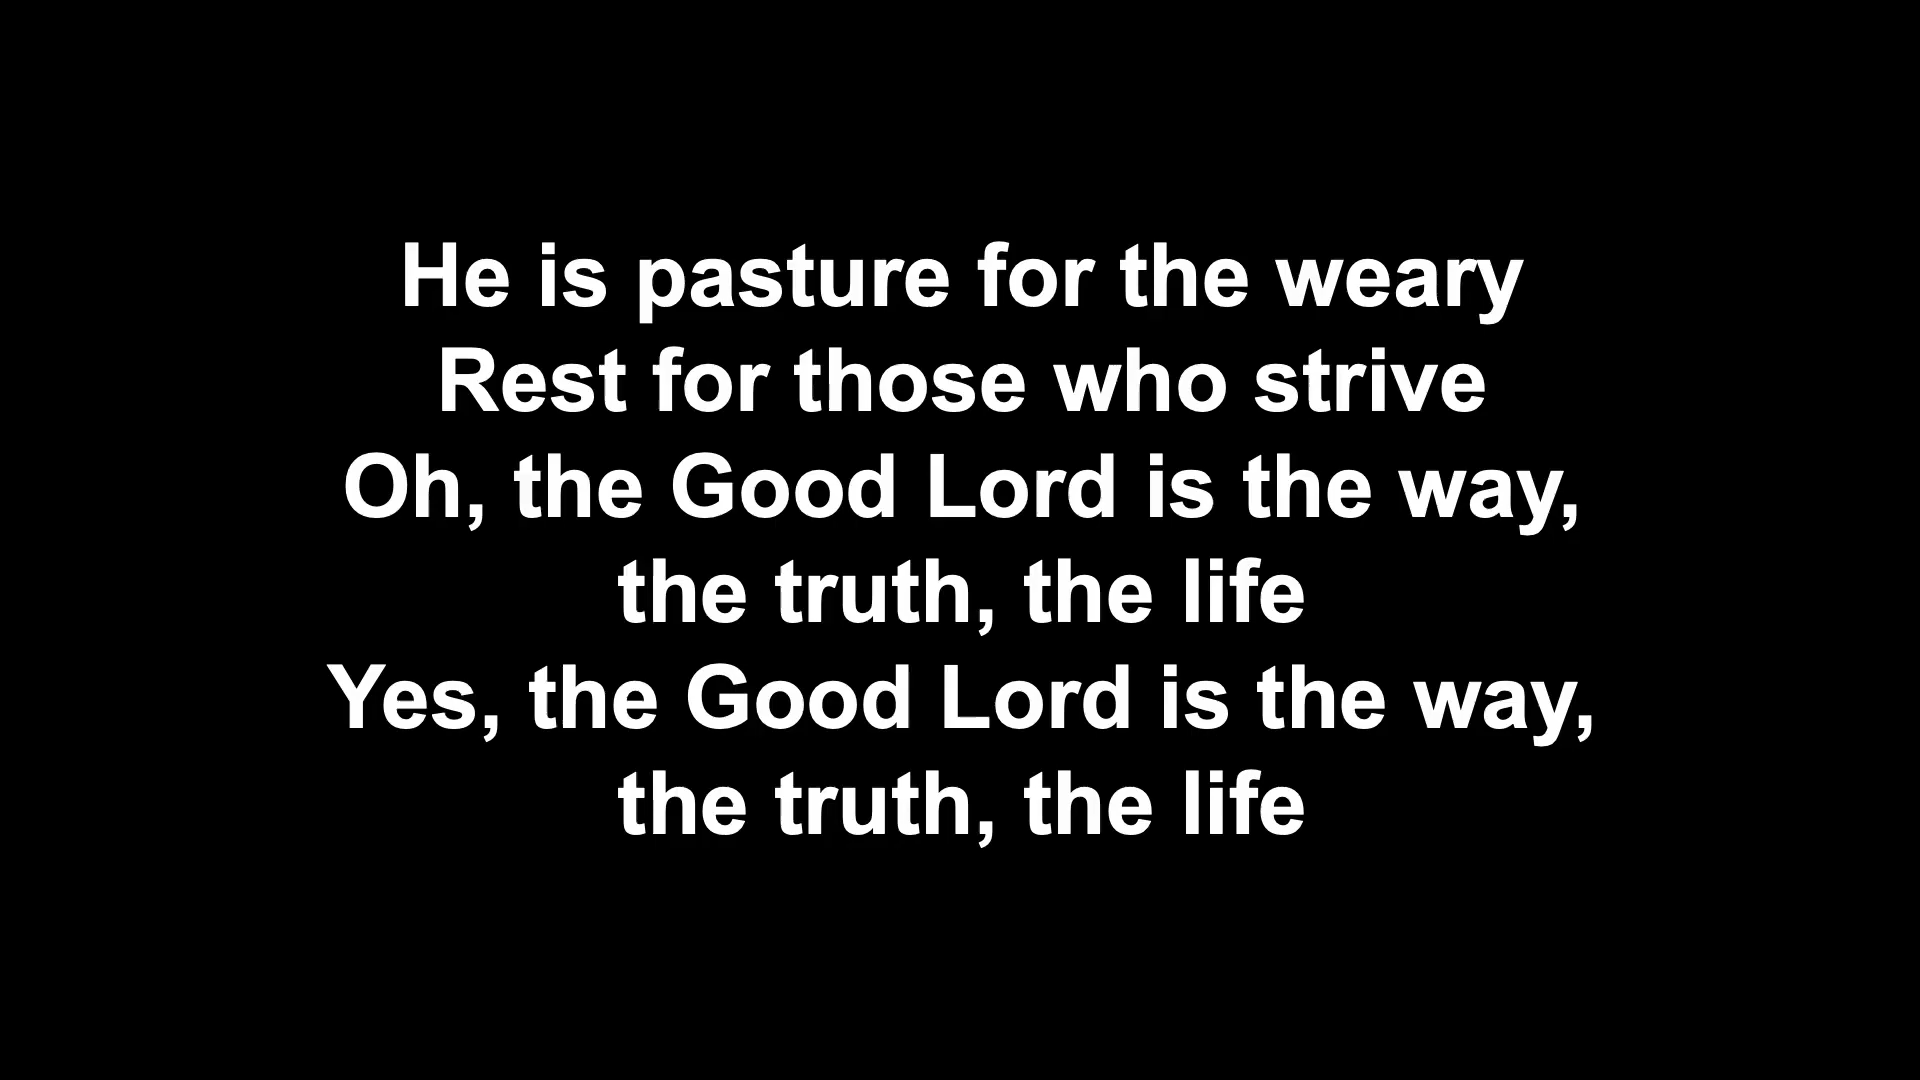 He is pasture for the weary
Rest for those who strive
Oh, the Good Lord is the way,
the truth, the life
Yes, the Good Lord is the way,
the truth, the life